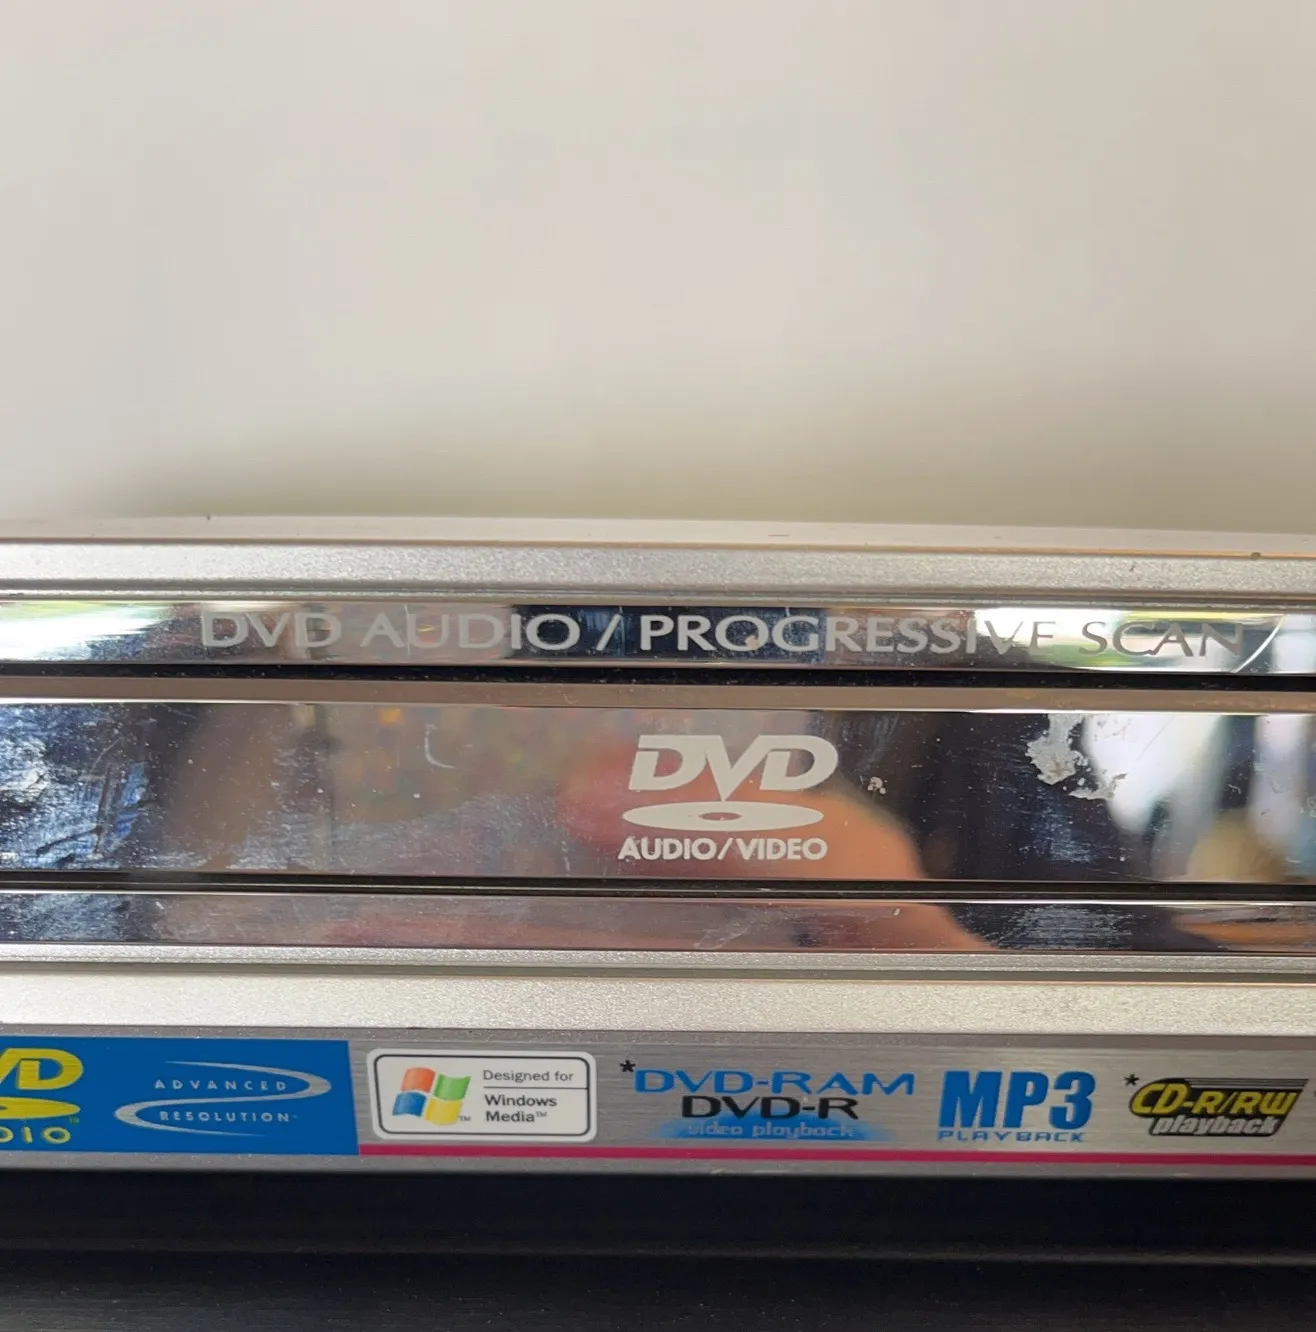 DVD AUDIO / PROGRESSIVE SCAN
DVD
AUDIO/VIDEO
ADVANCED
RESOLUTION
Designed for
Windows
Media™
*DVD-RAM
DVD-R
video playback
MP3
PLAYBACK
*CD-R/RW
playback